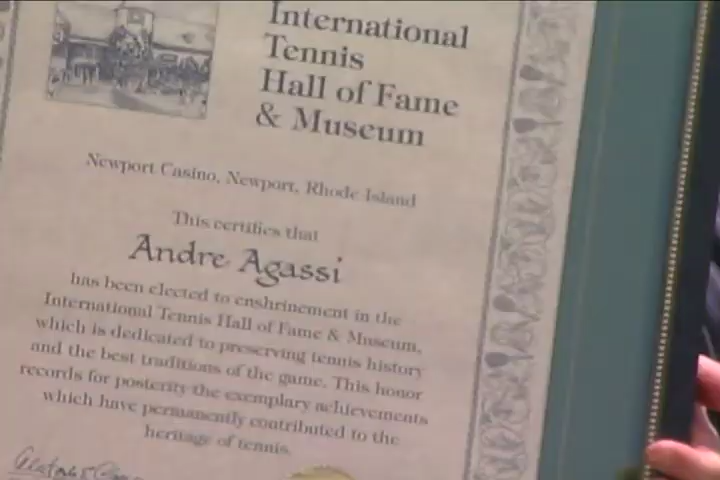 International
Tennis
Hall of Fame
& Museum
Newport Casino, Newport, Rhode Island
This certifies that
Andre Agassi
has been elected to enshrinement in the
International Tennis Hall of Fame & Museum,
which is dedicated to preserving tennis history
and the best traditions of the game. This honor
records for posterity the exemplary achievements
which have permanently contributed to the
heritage of tennis.